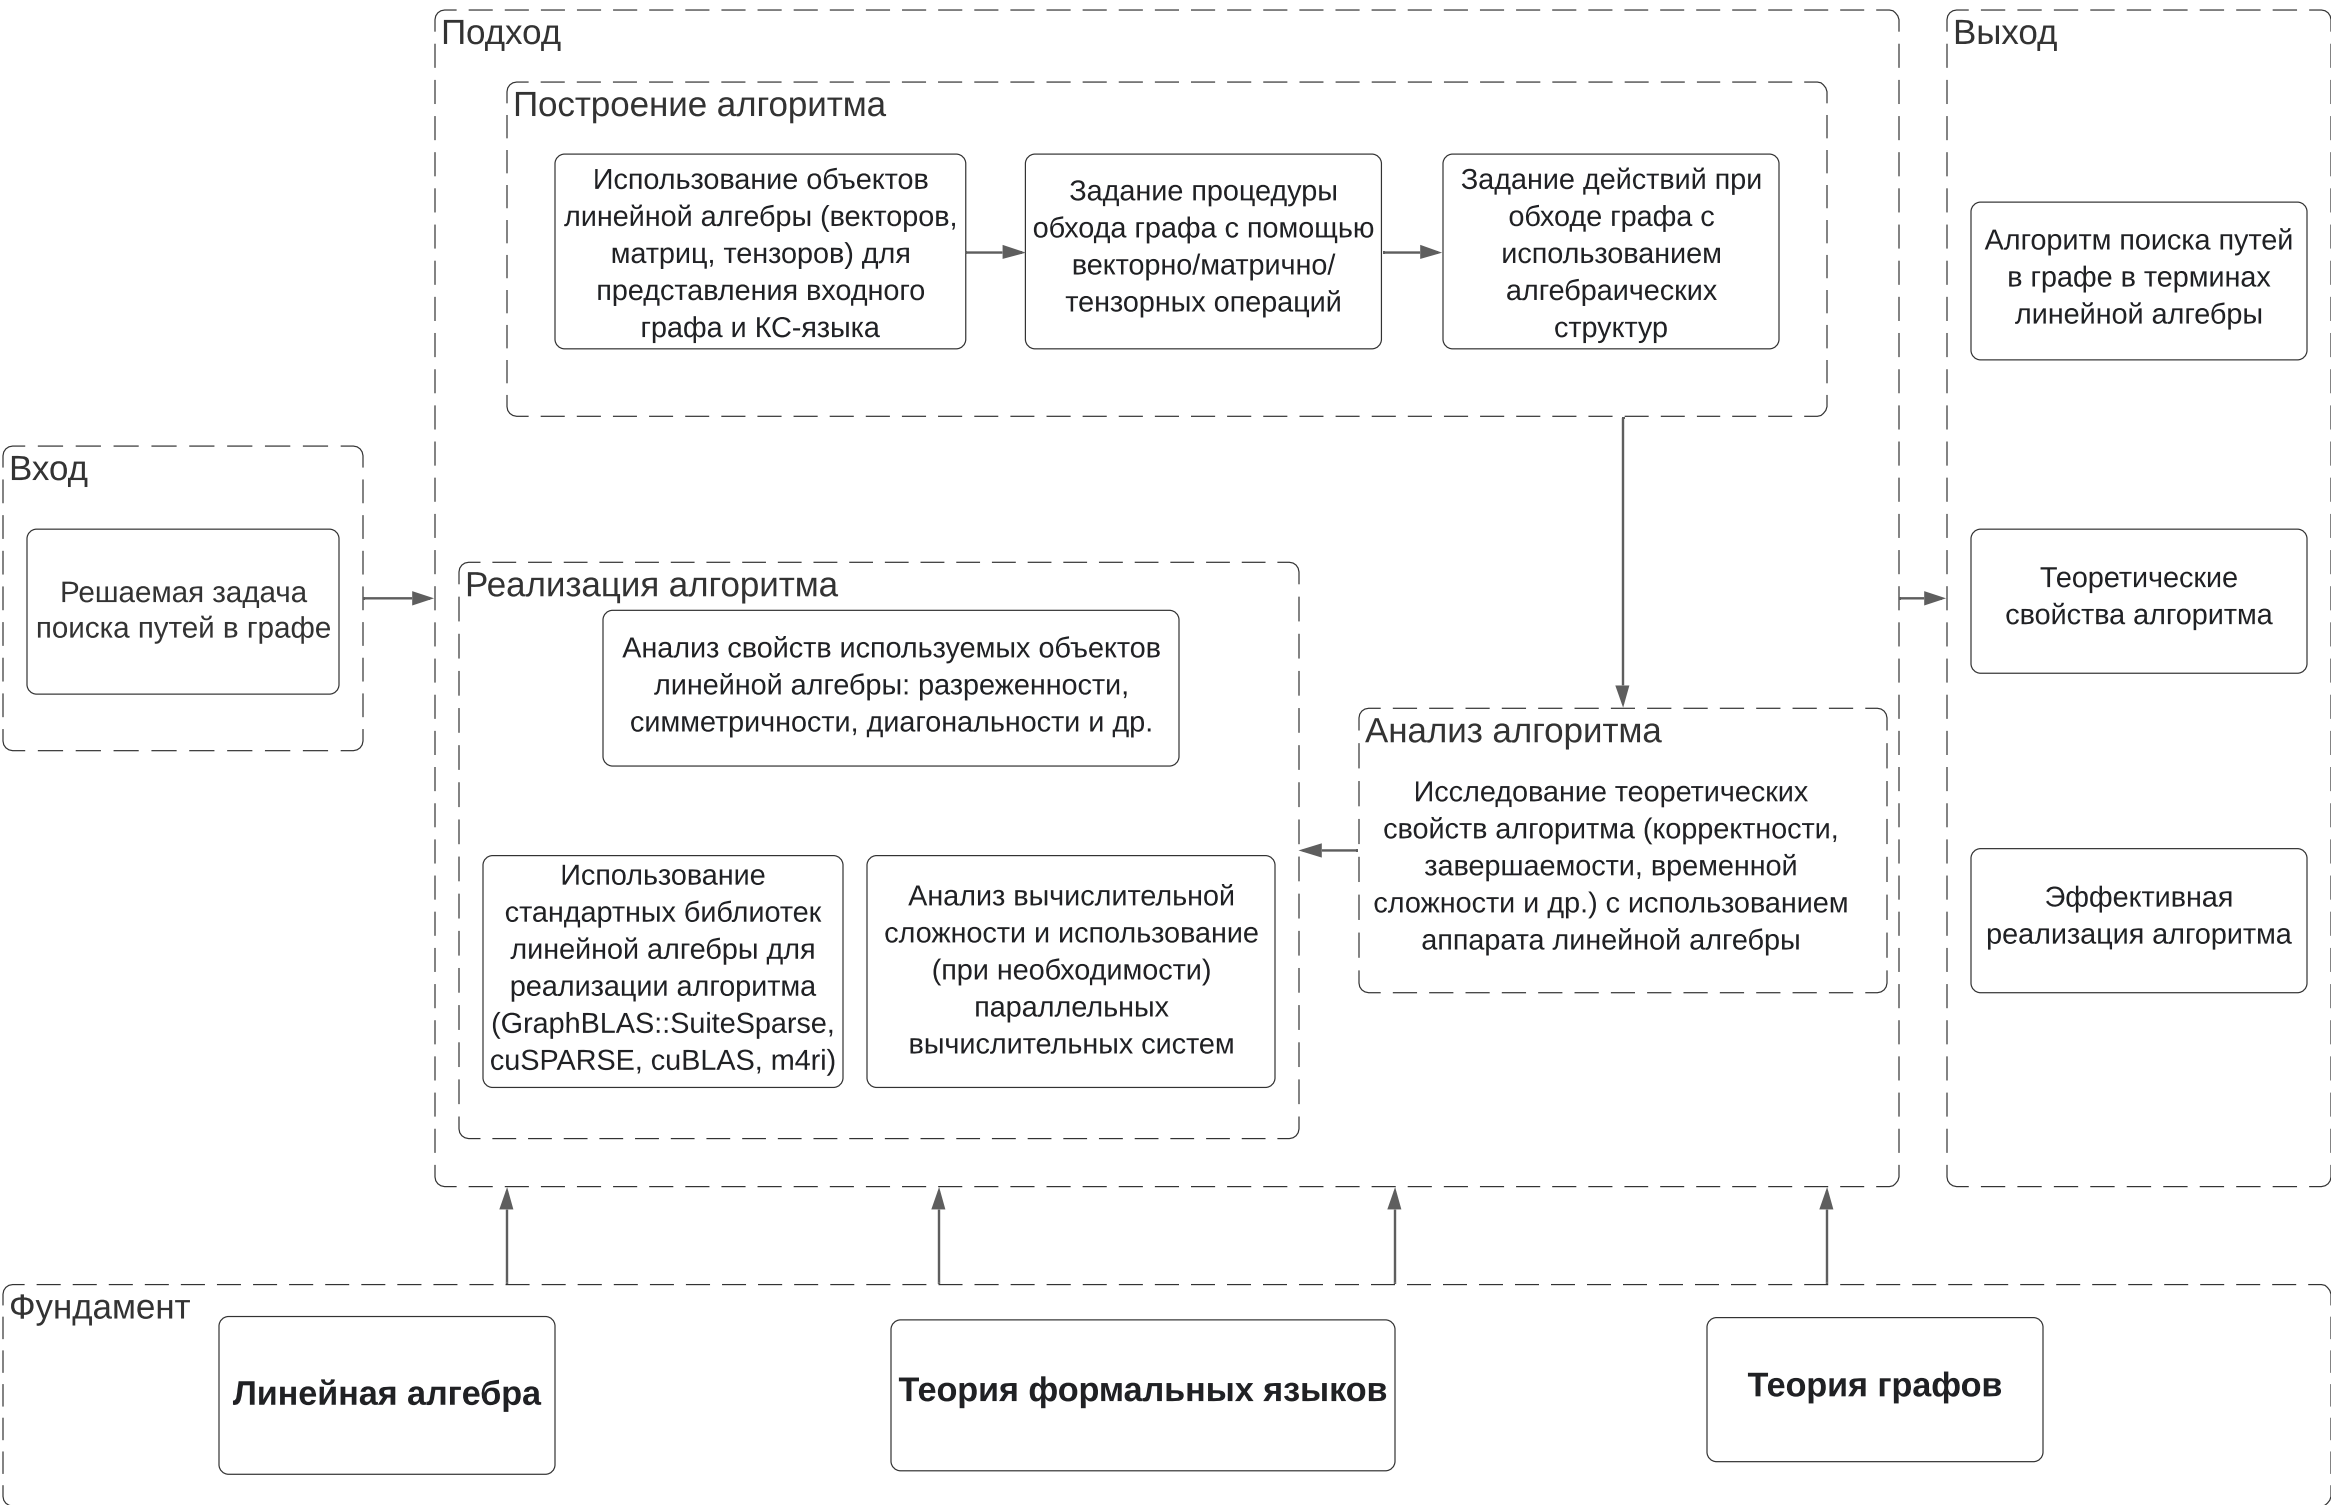 Подход
Построение алгоритма
Использование объектов
линейной алгебры (векторов,
матриц, тензоров) для
представления входного
графа и КС-языка
Задание процедуры
обхода графа с помощью
векторно/матрично/
тензорных операций
Задание действий при
обходе графа с
использованием
алгебраических
структур
Вход
Решаемая задача
поиска путей в графе
Реализация алгоритма
Анализ свойств используемых объектов
линейной алгебры: разреженности,
симметричности, диагональности и др.
Использование
стандартных библиотек
линейной алгебры для
реализации алгоритма
(GraphBLAS::SuiteSparse,
cuSPARSE, cuBLAS, m4ri)
Анализ вычислительной
сложности и использование
(при необходимости)
параллельных
вычислительных систем
Анализ алгоритма
Исследование теоретических
свойств алгоритма (корректности,
завершаемости, временной
сложности и др.) с использованием
аппарата линейной алгебры
Выход
Алгоритм поиска путей
в графе в терминах
линейной алгебры
Теоретические
свойства алгоритма
Эффективная
реализация алгоритма
Фундамент
Линейная алгебра
Теория формальных языков
Теория графов